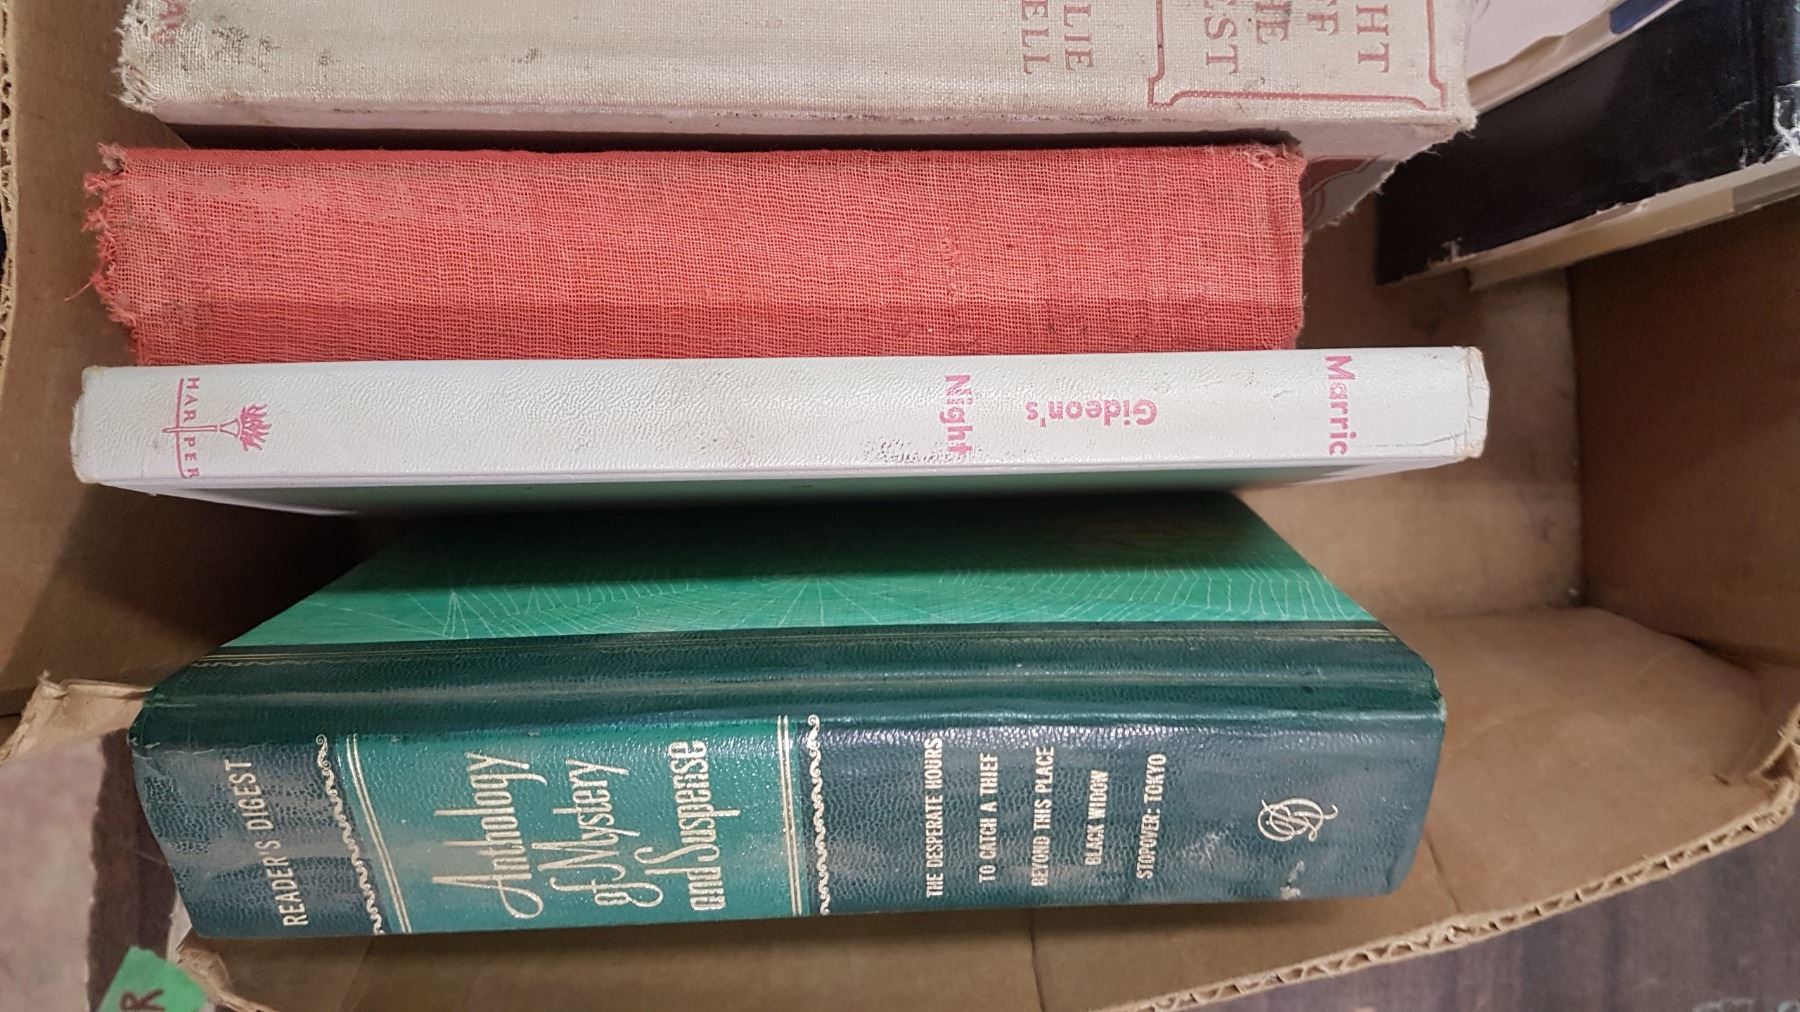 HT
FF
HE
EST
LIE
ELL
Marric
Gideon's
Night
HARPER
READER'S DIGEST
Anthology
of Mystery
and Suspense
THE DESPERATE HOURS
TO CATCH A THIEF
BEYOND THIS PLACE
BLACK WIDOW
STOPOVER: TOKYO
R